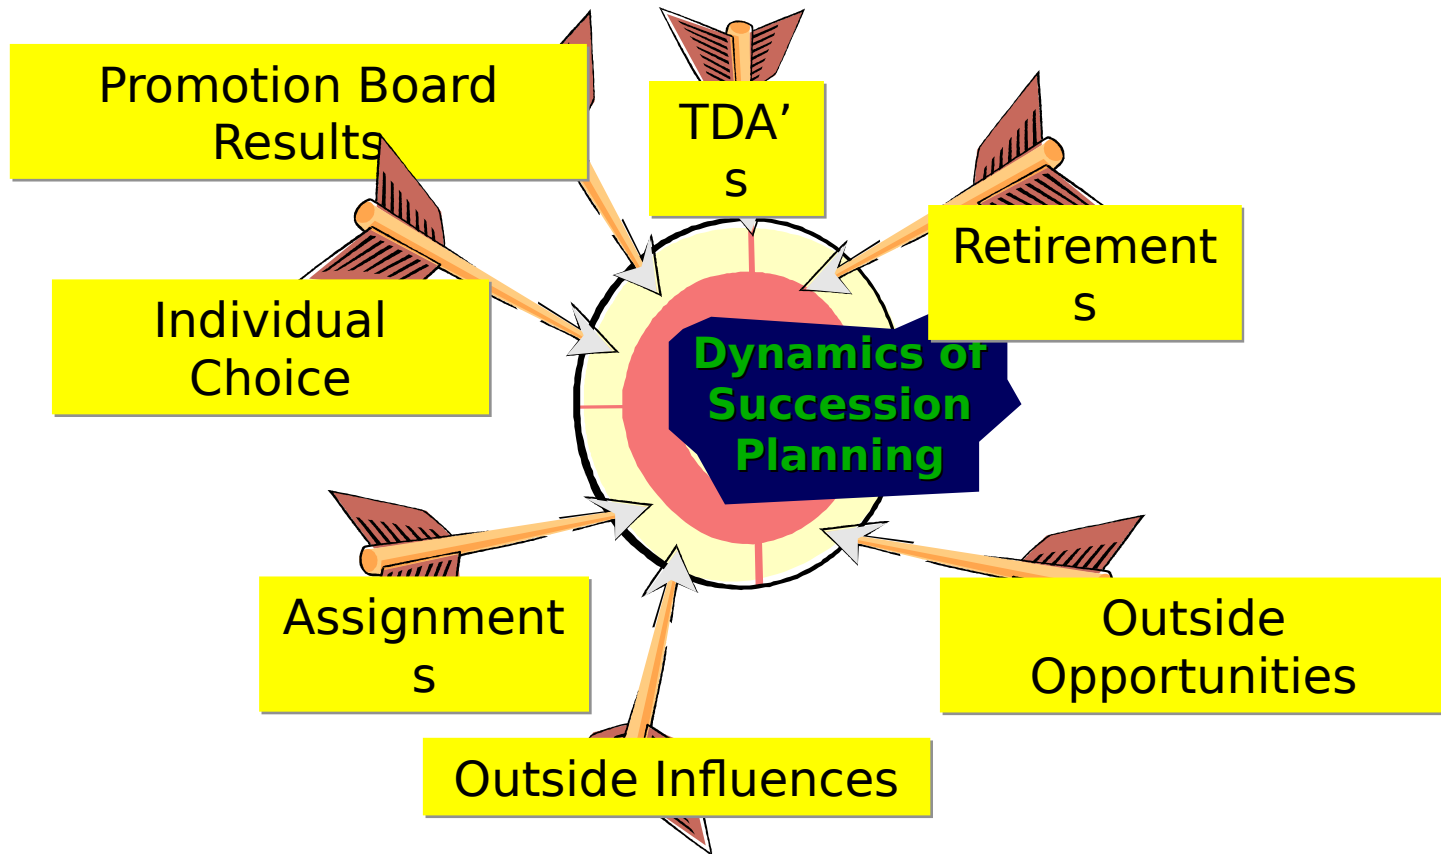 Promotion Board
Results
TDA’
s
Retirement
s
Individual
Choice
Dynamics of
Succession
Planning
Assignment
s
Outside
Opportunities
Outside Influences